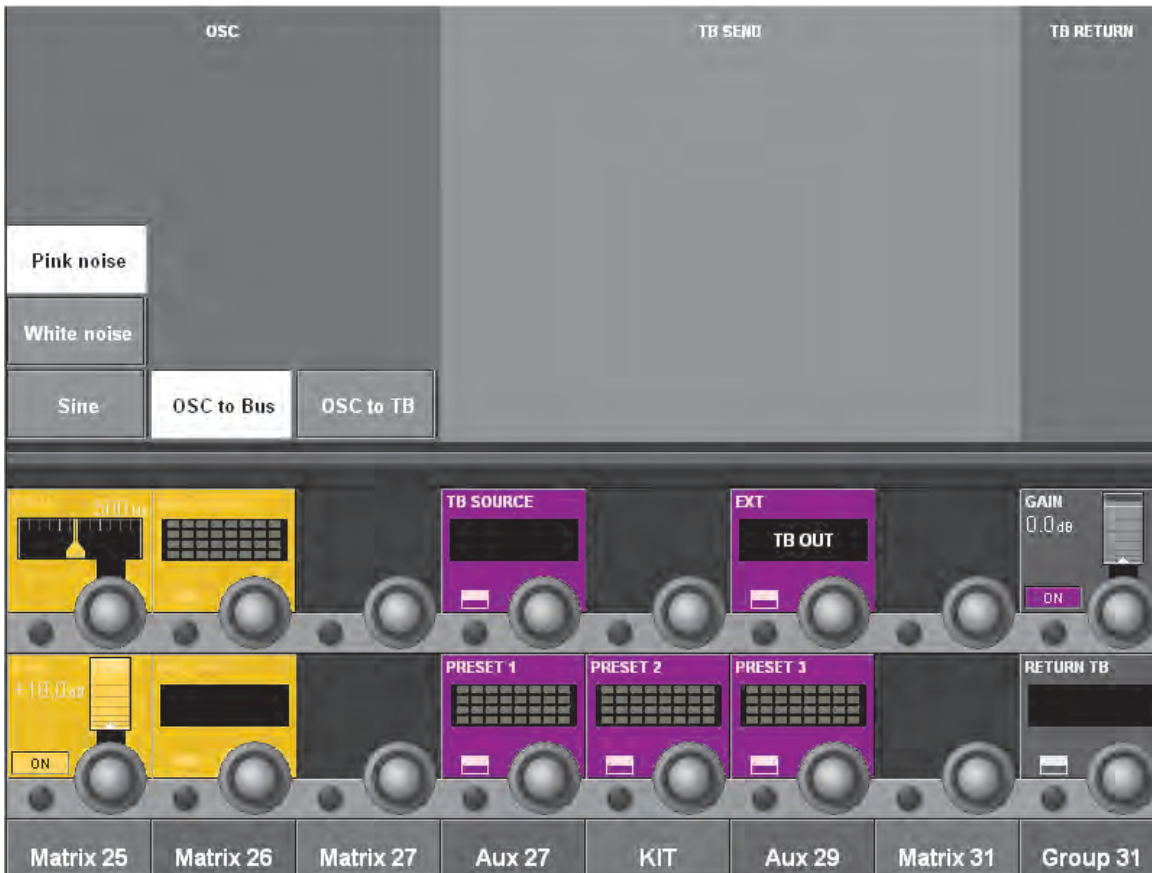 OSC
TB SEND
TB RETURN
Pink noise
White noise
Sine
OSC to Bus
OSC to TB
TB SOURCE
EXT
TB OUT
GAIN
0.0 dB
ON
ON
PRESET 1
PRESET 2
PRESET 3
RETURN TB
Matrix 25
Matrix 26
Matrix 27
Aux 27
KIT
Aux 29
Matrix 31
Group 31